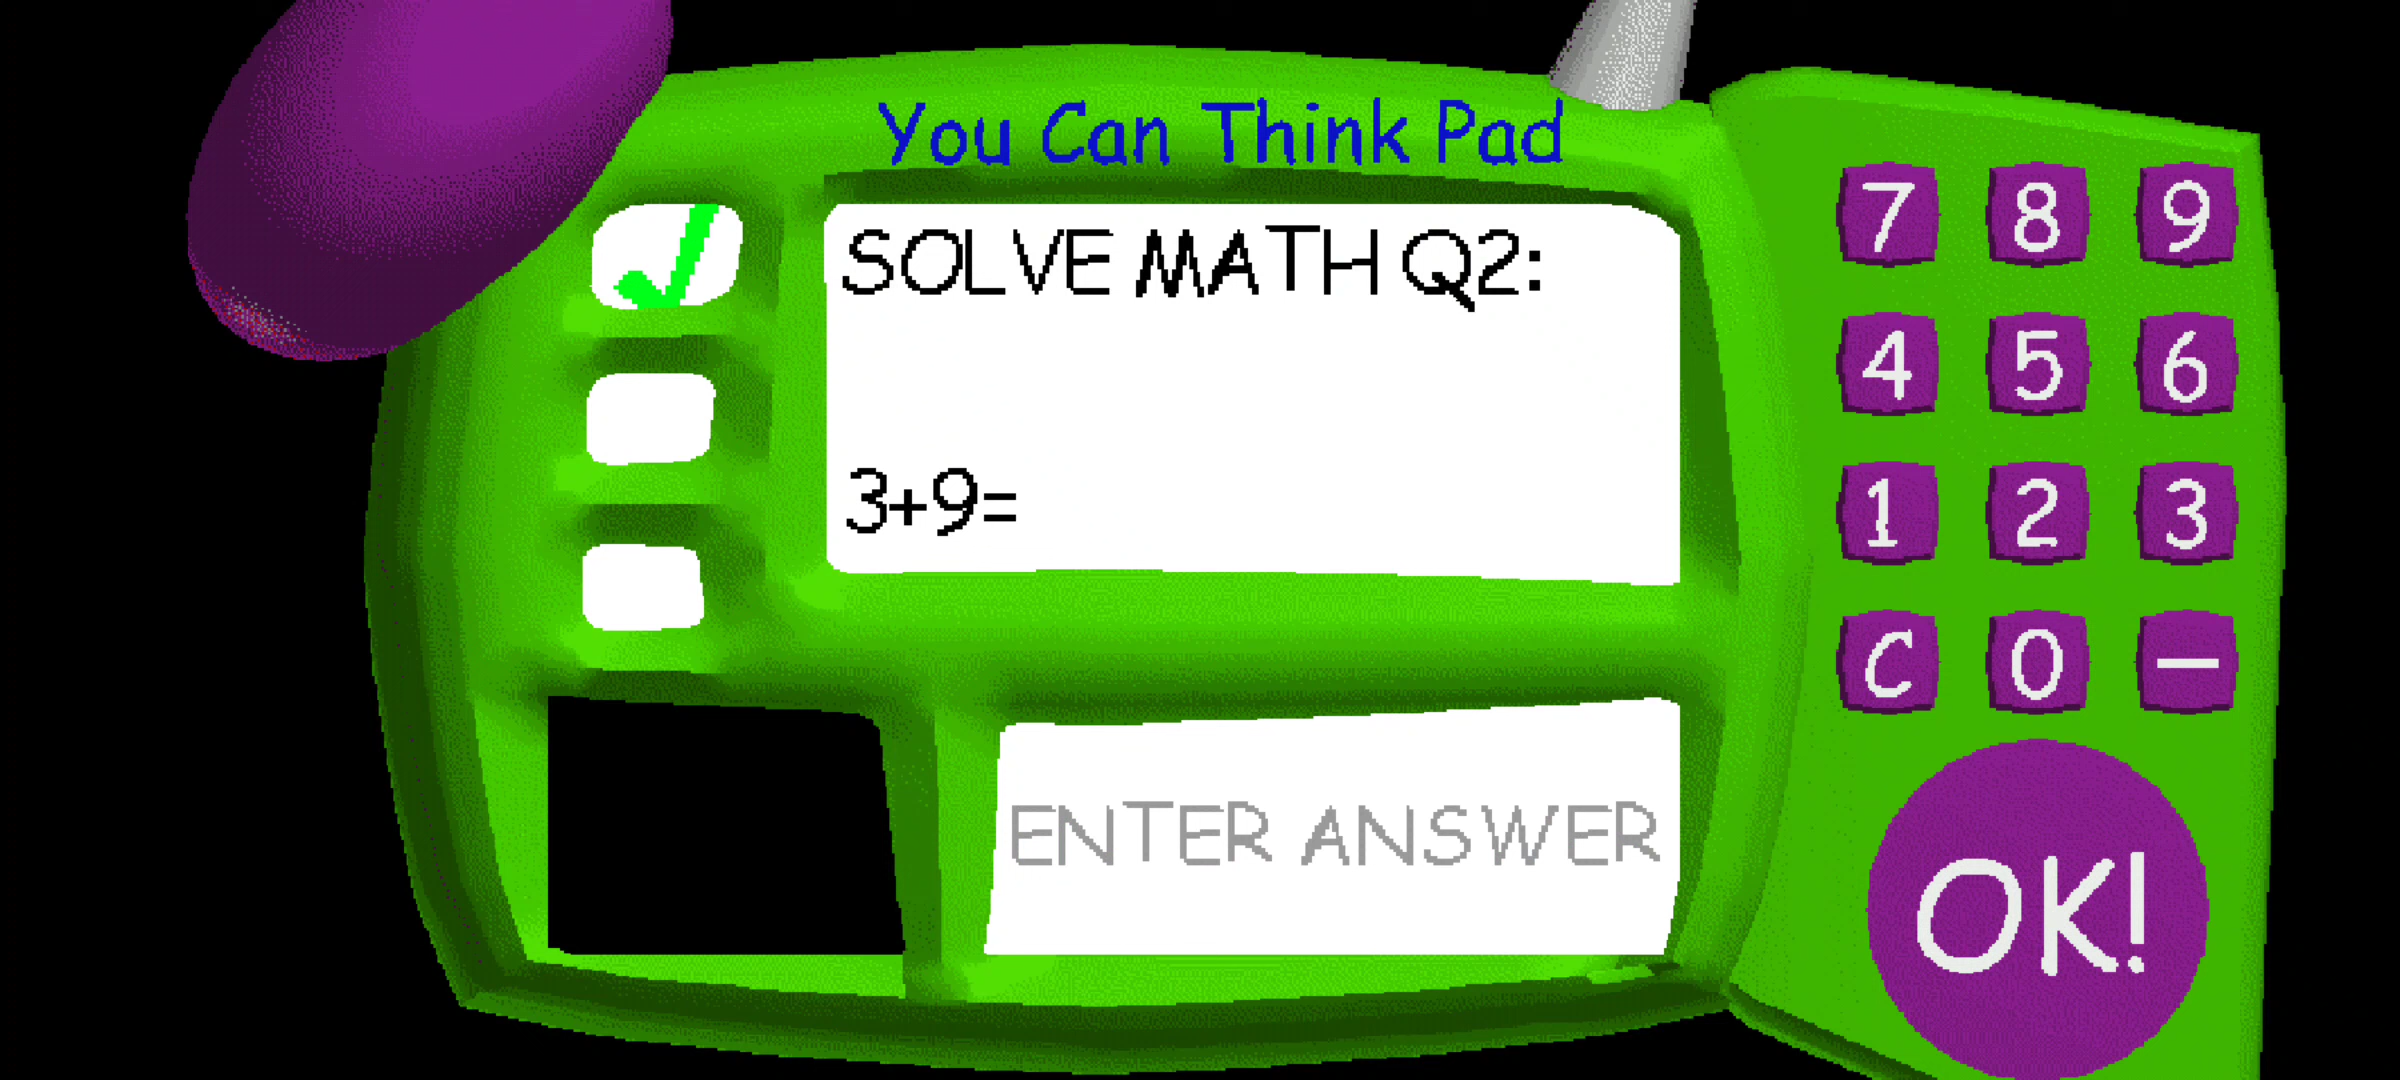 You Can Think Pad
SOLVE MATH Q2:
3+9=
ENTER ANSWER
7 8 9
4 5 6
1 2 3
C 0 −
OK!